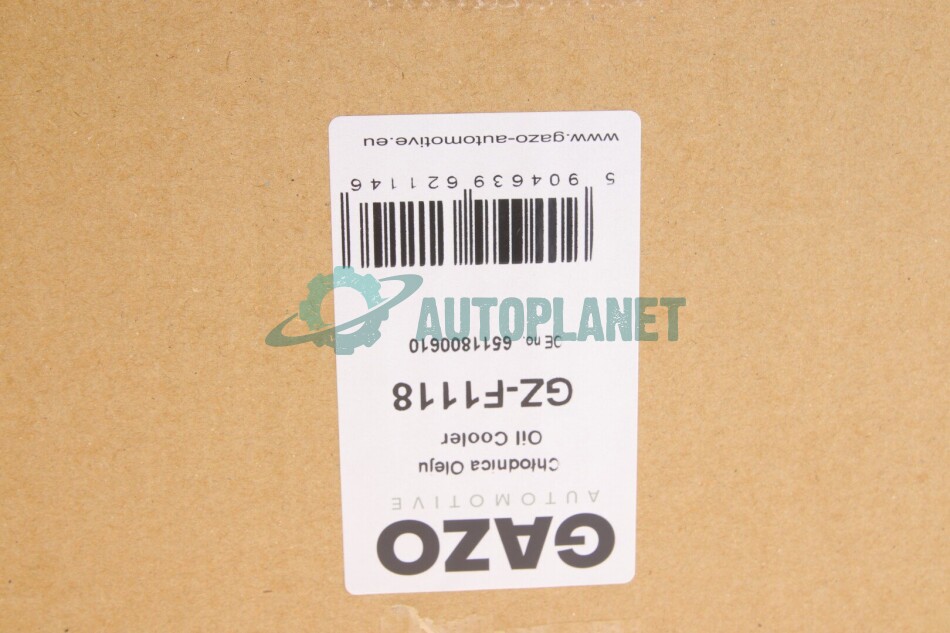 GAZO
AUTOMOTIVE
Chłodnica Oleju
Oil Cooler
GZ-F1118
OE no. 6511800610
AUTOPLANET
5 904639 621146
www.gazo-automotive.eu